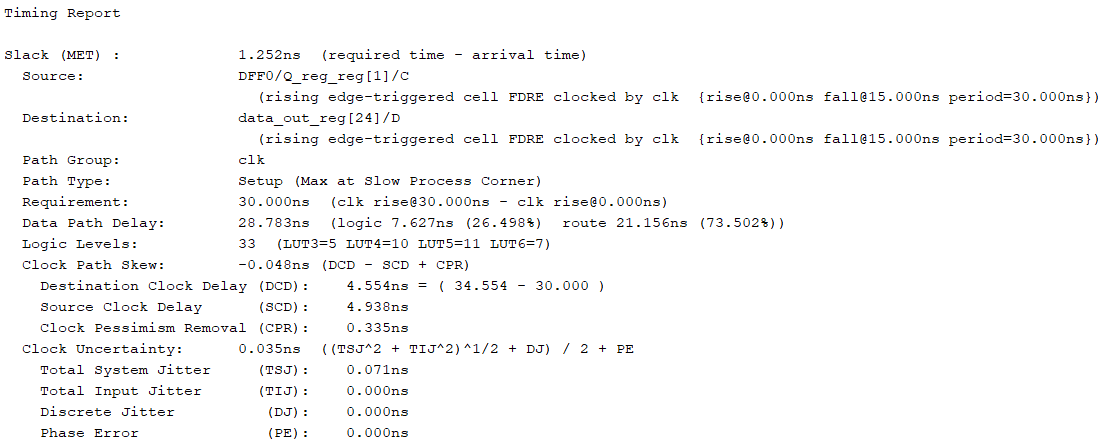 Timing Report
Slack (MET) : 1.252ns (required time - arrival time)
Source: DFF0/Q_reg_reg[1]/C
(rising edge-triggered cell FDRE clocked by clk {rise@0.000ns fall@15.000ns period=30.000ns})
Destination: data_out_reg[24]/D
(rising edge-triggered cell FDRE clocked by clk {rise@0.000ns fall@15.000ns period=30.000ns})
Path Group: clk
Path Type: Setup (Max at Slow Process Corner)
Requirement: 30.000ns (clk rise@30.000ns - clk rise@0.000ns)
Data Path Delay: 28.783ns (logic 7.627ns (26.498%) route 21.156ns (73.502%))
Logic Levels: 33 (LUT3=5 LUT4=10 LUT5=11 LUT6=7)
Clock Path Skew: -0.048ns (DCD - SCD + CPR)
Destination Clock Delay (DCD): 4.554ns = ( 34.554 - 30.000 )
Source Clock Delay (SCD): 4.938ns
Clock Pessimism Removal (CPR): 0.335ns
Clock Uncertainty: 0.035ns ((TSJ^2 + TIJ^2)^1/2 + DJ) / 2 + PE
Total System Jitter (TSJ): 0.071ns
Total Input Jitter (TIJ): 0.000ns
Discrete Jitter (DJ): 0.000ns
Phase Error (PE): 0.000ns